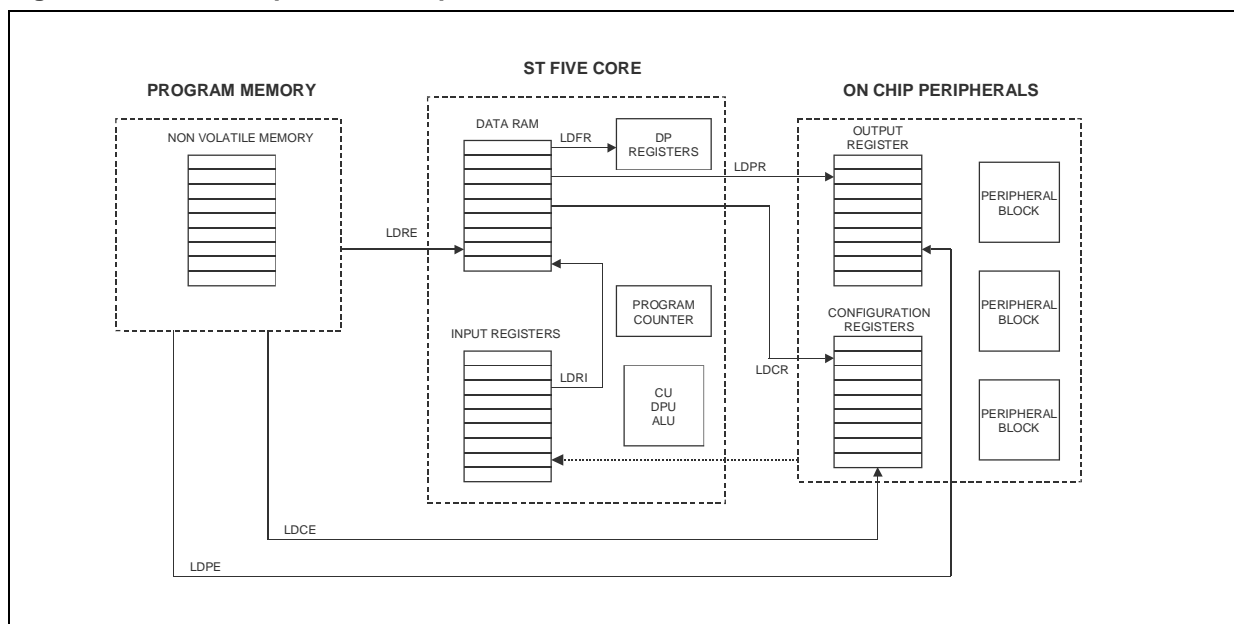 ST FIVE CORE
PROGRAM MEMORY
ON CHIP PERIPHERALS
NON VOLATILE MEMORY
DATA RAM
LDFR
DP
REGISTERS
OUTPUT
REGISTER
LDPR
PERIPHERAL
BLOCK
LDRE
PROGRAM
COUNTER
PERIPHERAL
BLOCK
CONFIGURATION
REGISTERS
INPUT REGISTERS
LDRI
LDCR
CU
DPU
ALU
PERIPHERAL
BLOCK
LDCE
LDPE